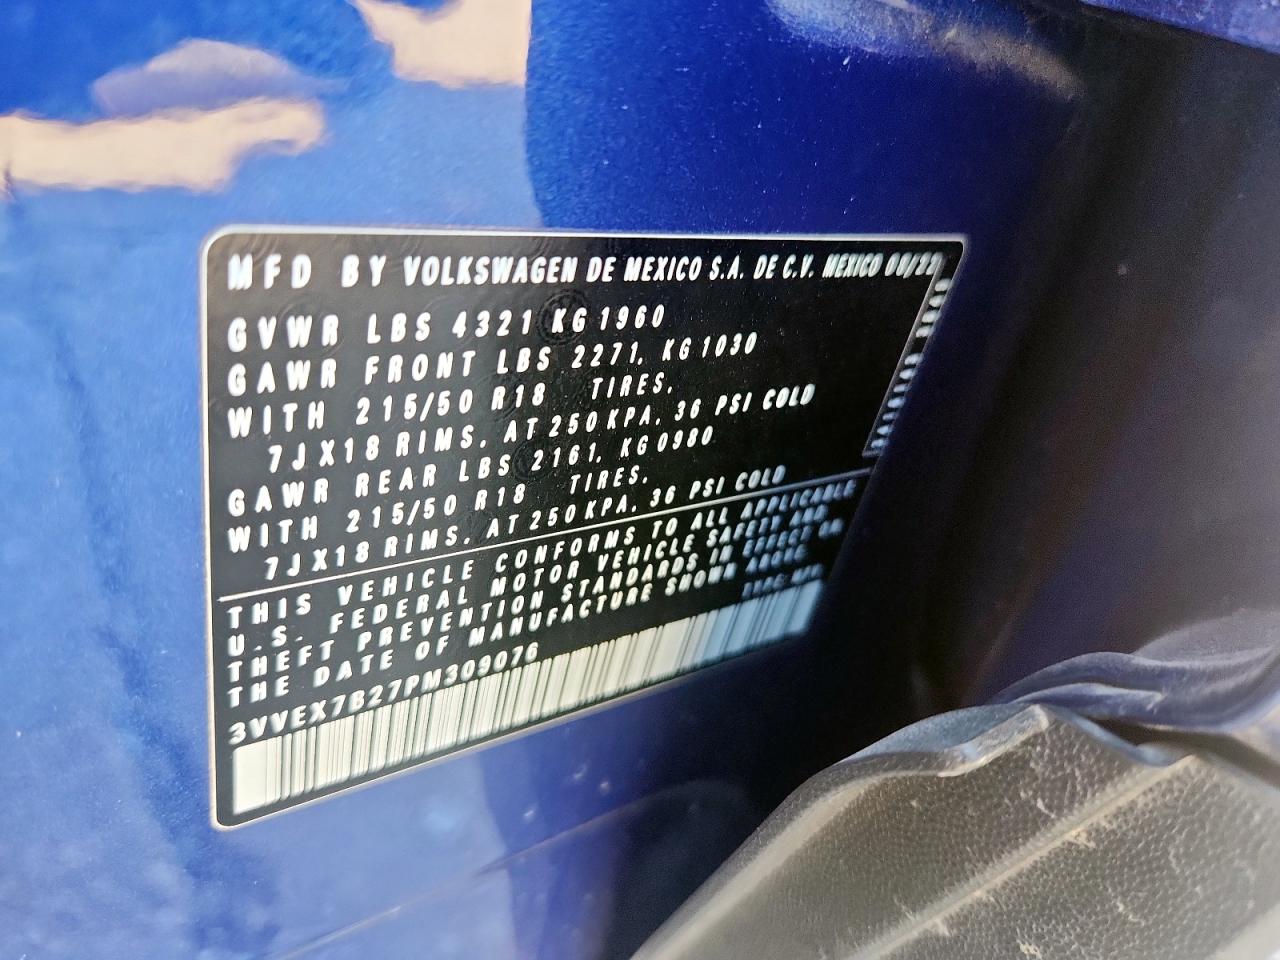 MFD BY VOLKSWAGEN DE MEXICO S.A. DE C.V. MEXICO
GVWR LBS 4321 KG 1960
GAWR FRONT LBS 2271, KG 1030
WITH 215/50 R18 TIRES,
7JX18 RIMS, AT 250 KPA, 36 PSI COLD
GAWR REAR LBS 2161, KG 0980
WITH 215/50 R18 TIRES,
7JX18 RIMS, AT 250 KPA, 36 PSI COLD
THIS VEHICLE CONFORMS TO ALL APPLICABLE
U.S. FEDERAL MOTOR VEHICLE SAFETY AND
THEFT PREVENTION STANDARDS IN EFFECT ON
THE DATE OF MANUFACTURE SHOWN ABOVE
3VVEX7B27PM309076
TYPE: MPV